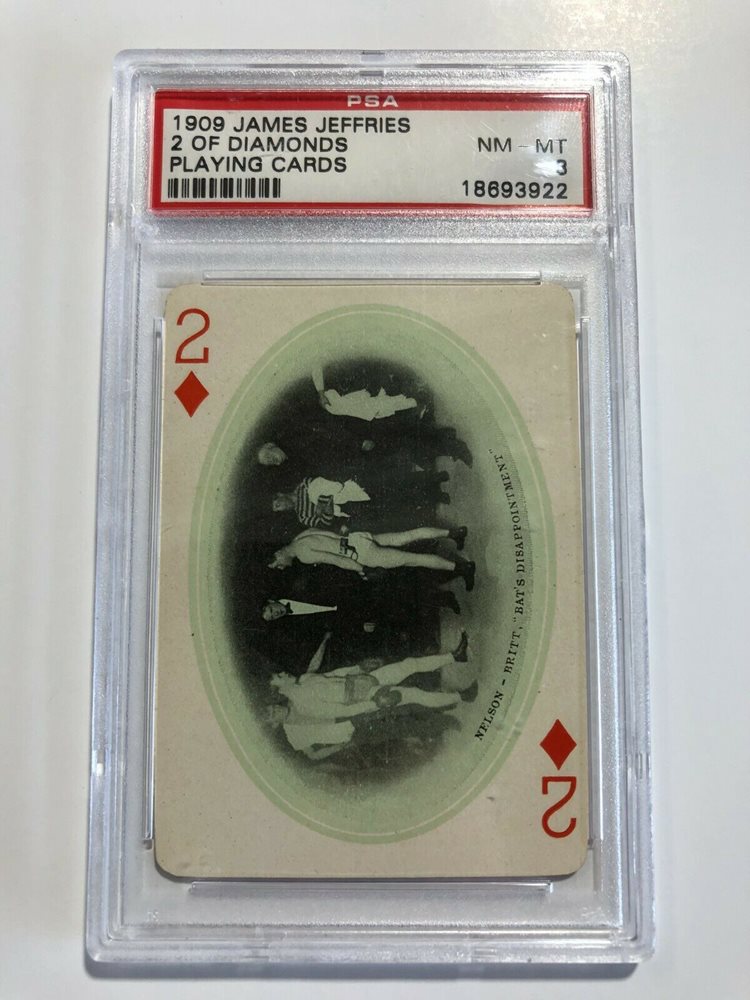 PSA
1909 JAMES JEFFRIES
2 OF DIAMONDS NM - MT
PLAYING CARDS 8
18693922
2
NELSON - BRITT, "BAT'S DISAPPOINTMENT"
2